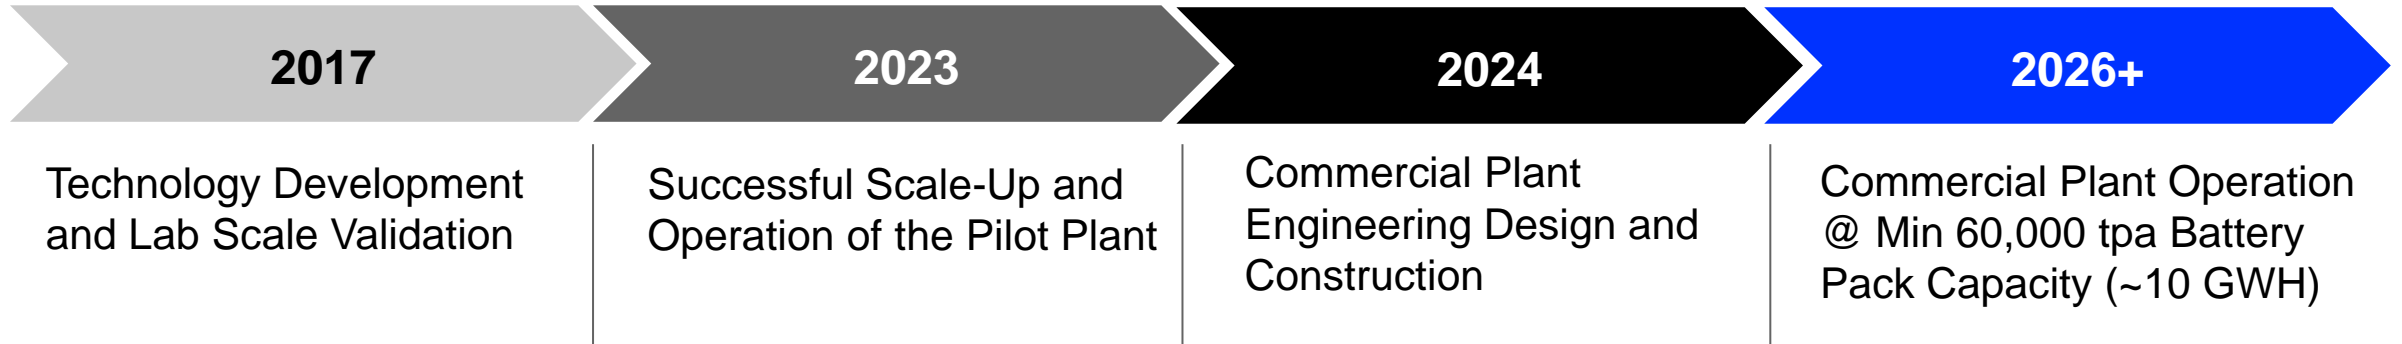 2017
Technology Development
and Lab Scale Validation
2023
Successful Scale-Up and
Operation of the Pilot Plant
2024
Commercial Plant
Engineering Design and
Construction
2026+
Commercial Plant Operation
@ Min 60,000 tpa Battery
Pack Capacity (~10 GWH)